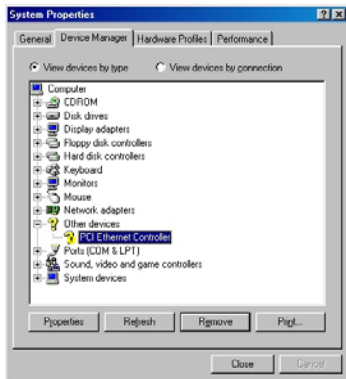 System Properties
General Device Manager Hardware Profiles Performance
View devices by type View devices by connection
Computer
CDROM
Disk drives
Display adapters
Floppy disk controllers
Hard disk controllers
Keyboard
Monitors
Mouse
Network adapters
Other devices
PCI Ethernet Controller
Ports (COM & LPT)
Sound, video and game controllers
System devices
Properties Refresh Remove Print...
Close Cancel